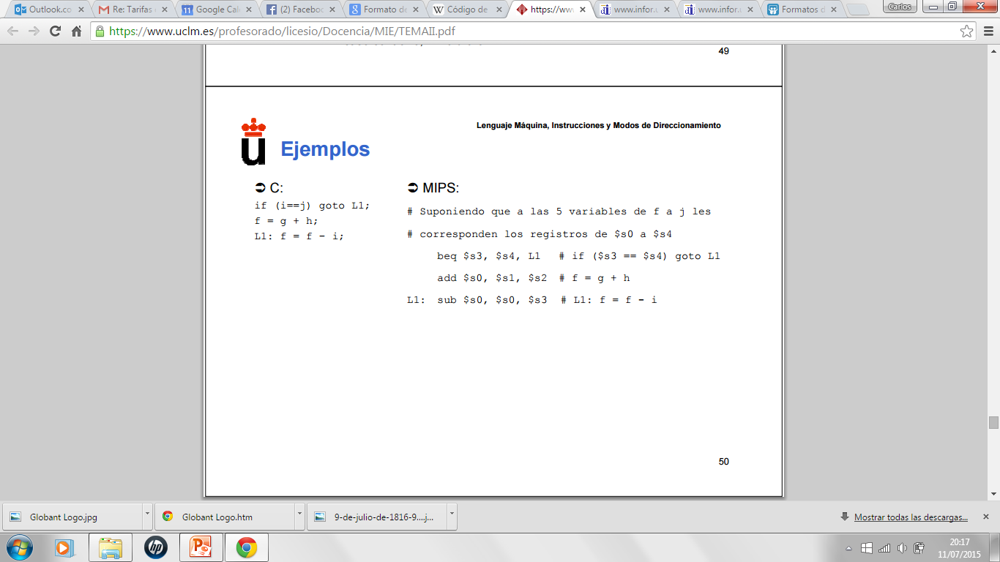 Outlook.co
Re: Tarifas
Google Cal
(2) Faceboo
Formato de
Código de
https://ww
www.infor.u
www.infor.u
Formatos d
Carlos
https://www.uclm.es/profesorado/licesio/Docencia/MIE/TEMAII.pdf
49
Lenguaje Máquina, Instrucciones y Modos de Direccionamiento
u
Ejemplos
C:
if (i==j) goto L1;
f = g + h;
L1: f = f - i;
MIPS:
# Suponiendo que a las 5 variables de f a j les
# corresponden los registros de $s0 a $s4
beq $s3, $s4, L1 # if ($s3 == $s4) goto L1
add $s0, $s1, $s2 # f = g + h
L1: sub $s0, $s0, $s3 # L1: f = f - i
50
Globant Logo.jpg
Globant Logo.htm
9-de-julio-de-1816-9....j...
Mostrar todas las descargas...
20:17
11/07/2015